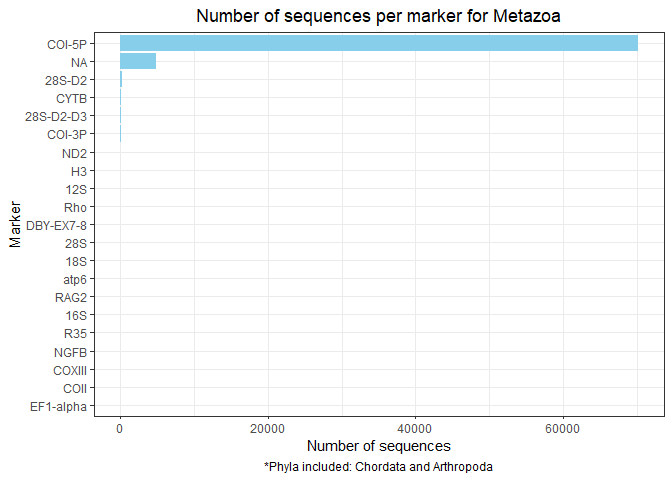 Number of sequences per marker for Metazoa
COI-5P
NA
28S-D2
CYTB
28S-D2-D3
COI-3P
ND2
H3
12S
Rho
DBY-EX7-8
28S
18S
atp6
RAG2
16S
R35
NGFB
COXIII
COII
EF1-alpha
Marker
0 20000 40000 60000
Number of sequences
*Phyla included: Chordata and Arthropoda